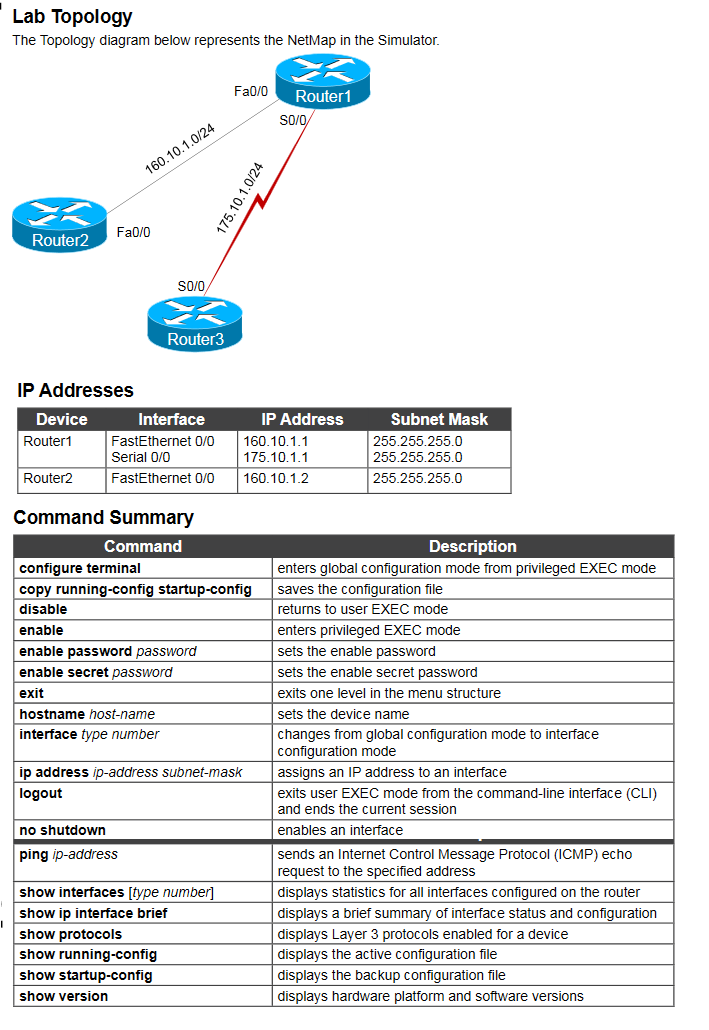 Lab Topology
The Topology diagram below represents the NetMap in the Simulator.
Router1
Fa0/0
S0/0
160.10.1.0/24
175.10.1.0/24
Router2
Fa0/0
S0/0
Router3
IP Addresses
Device Interface IP Address Subnet Mask
Router1 FastEthernet 0/0 160.10.1.1 255.255.255.0
Serial 0/0 175.10.1.1 255.255.255.0
Router2 FastEthernet 0/0 160.10.1.2 255.255.255.0
Command Summary
Command Description
configure terminal enters global configuration mode from privileged EXEC mode
copy running-config startup-config saves the configuration file
disable returns to user EXEC mode
enable enters privileged EXEC mode
enable password password sets the enable password
enable secret password sets the enable secret password
exit exits one level in the menu structure
hostname host-name sets the device name
interface type number changes from global configuration mode to interface
configuration mode
ip address ip-address subnet-mask assigns an IP address to an interface
logout exits user EXEC mode from the command-line interface (CLI)
and ends the current session
no shutdown enables an interface
ping ip-address sends an Internet Control Message Protocol (ICMP) echo
request to the specified address
show interfaces [type number] displays statistics for all interfaces configured on the router
show ip interface brief displays a brief summary of interface status and configuration
show protocols displays Layer 3 protocols enabled for a device
show running-config displays the active configuration file
show startup-config displays the backup configuration file
show version displays hardware platform and software versions